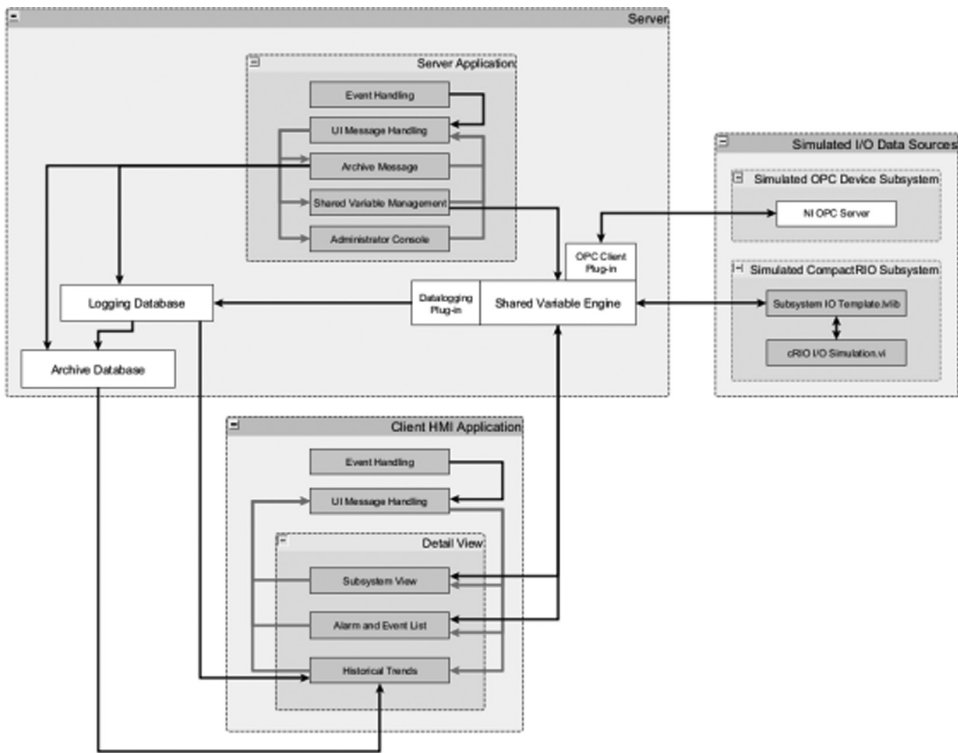 Server
Server Application
Event Handling
UI Message Handling
Archive Message
Shared Variable Management
Administrator Console
Simulated I/O Data Sources
Simulated OPC Device Subsystem
NI OPC Server
OPC Client
Plug-in
Simulated CompactRIO Subsystem
Logging Database
Datalogging
Plug-in
Shared Variable Engine
Subsystem IO Template.lvlib
cRIO I/O Simulation.vi
Archive Database
Client HMI Application
Event Handling
UI Message Handling
Detail View
Subsystem View
Alarm and Event List
Historical Trends